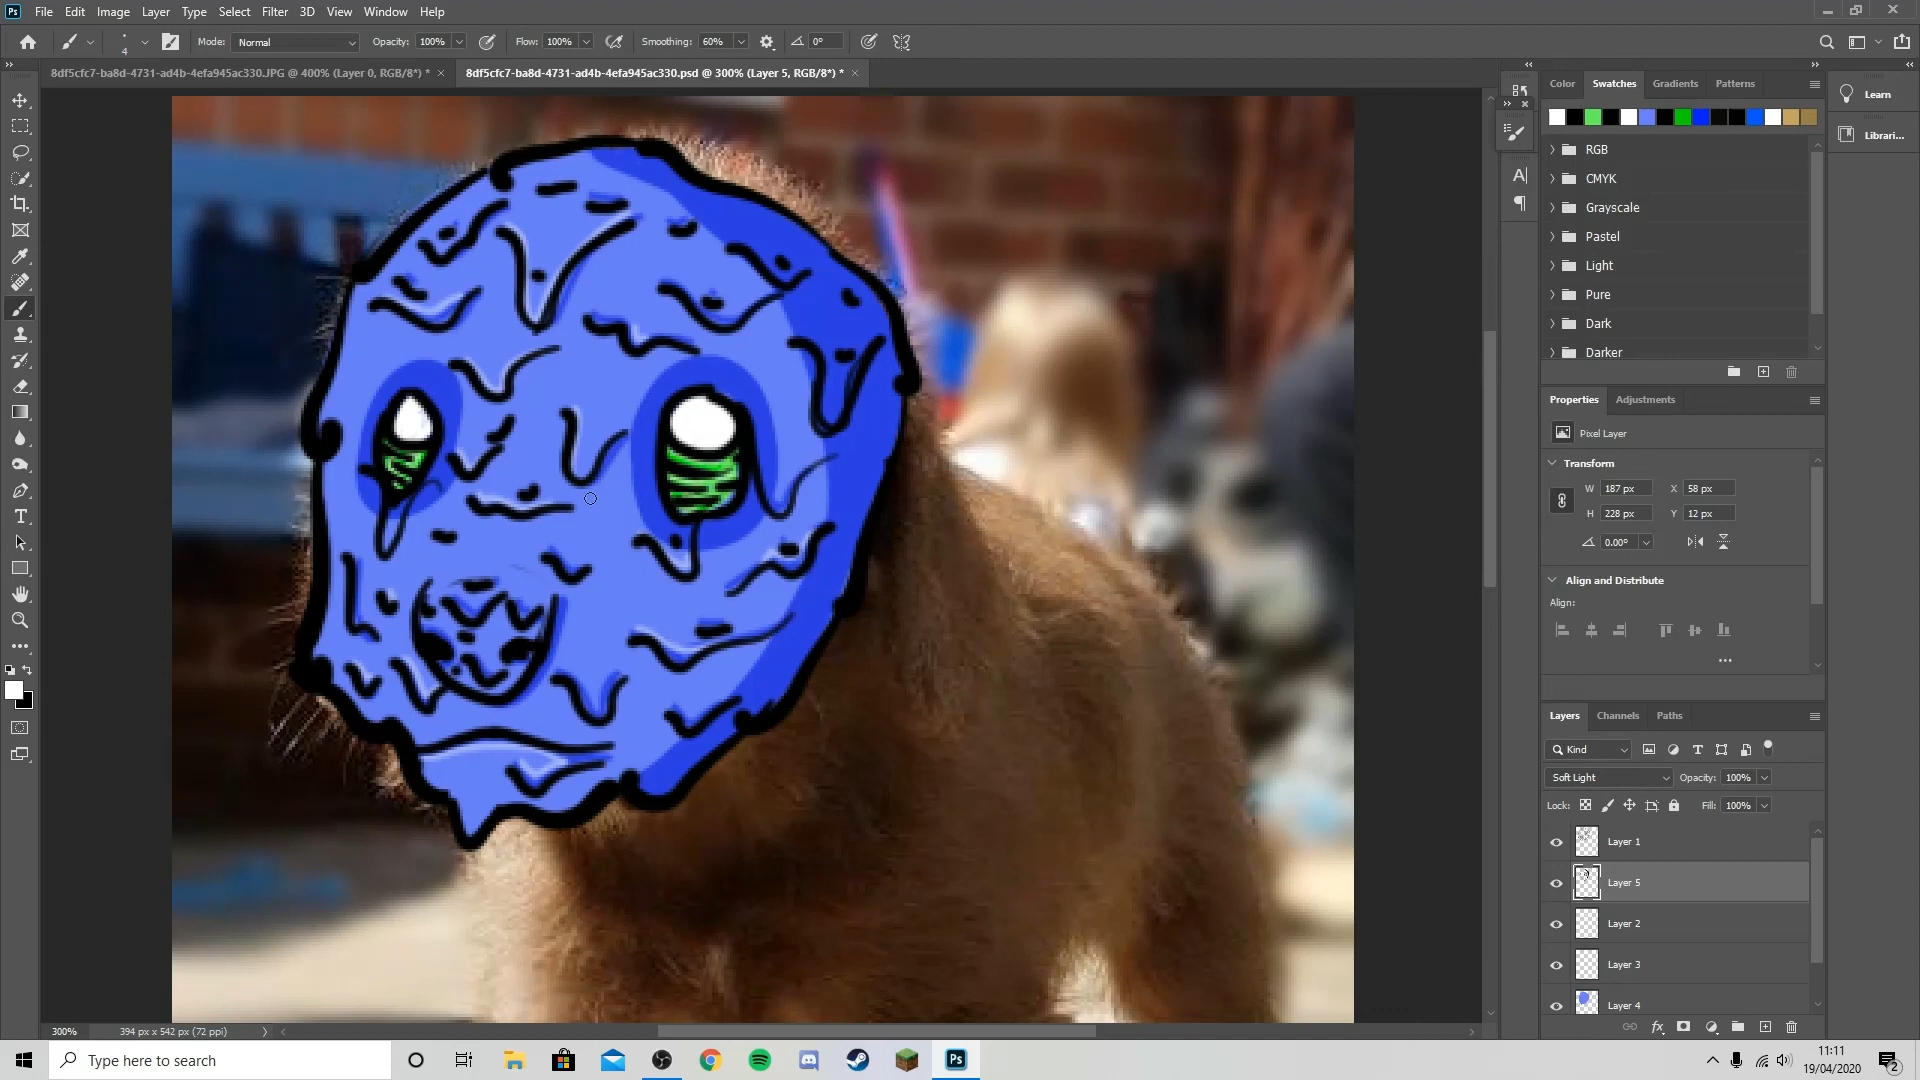 Ps File Edit Image Layer Type Select Filter 3D View Window Help
4 Mode: Normal Opacity: 100% Flow: 100% Smoothing: 60% 0°
8df5cfc7-ba8d-4731-ad4b-4efa945ac330.JPG @ 400% (Layer 0, RGB/8*) * × 8df5cfc7-ba8d-4731-ad4b-4efa945ac330.psd @ 300% (Layer 5, RGB/8*) * ×
Color Swatches Gradients Patterns
Learn
Librari...
RGB
CMYK
Grayscale
Pastel
Light
Pure
Dark
Darker
Properties Adjustments
Pixel Layer
Transform
W 187 px X 58 px
H 228 px Y 12 px
0.00°
Align and Distribute
Align:
Layers Channels Paths
Kind
Soft Light Opacity: 100%
Lock: Fill: 100%
Layer 1
Layer 5
Layer 2
Layer 3
Layer 4
fx
300% 394 px x 542 px (72 ppi)
Type here to search
Ps
11:11
19/04/2020
2